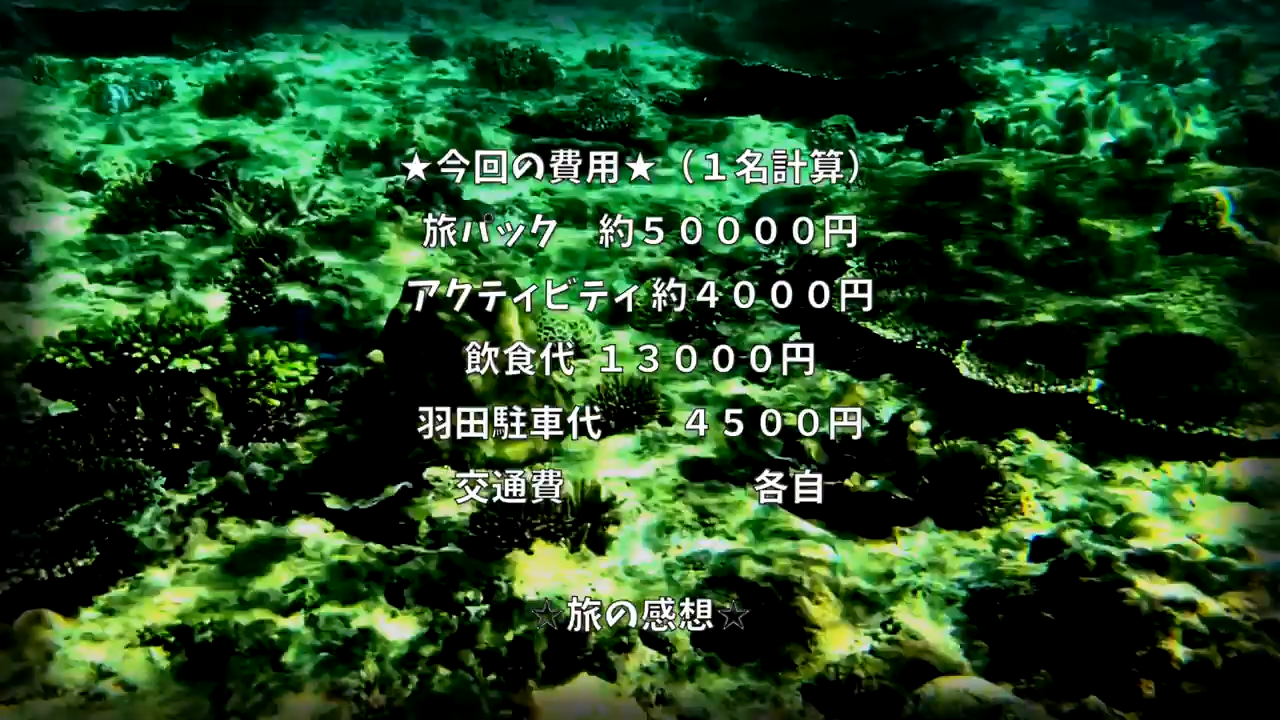 ★今回の費用★（１名計算）
旅パック　約５００００円
アクティビティ約４０００円
飲食代 １３０００円
羽田駐車代　　４５００円
交通費　　　　　各自
☆旅の感想☆